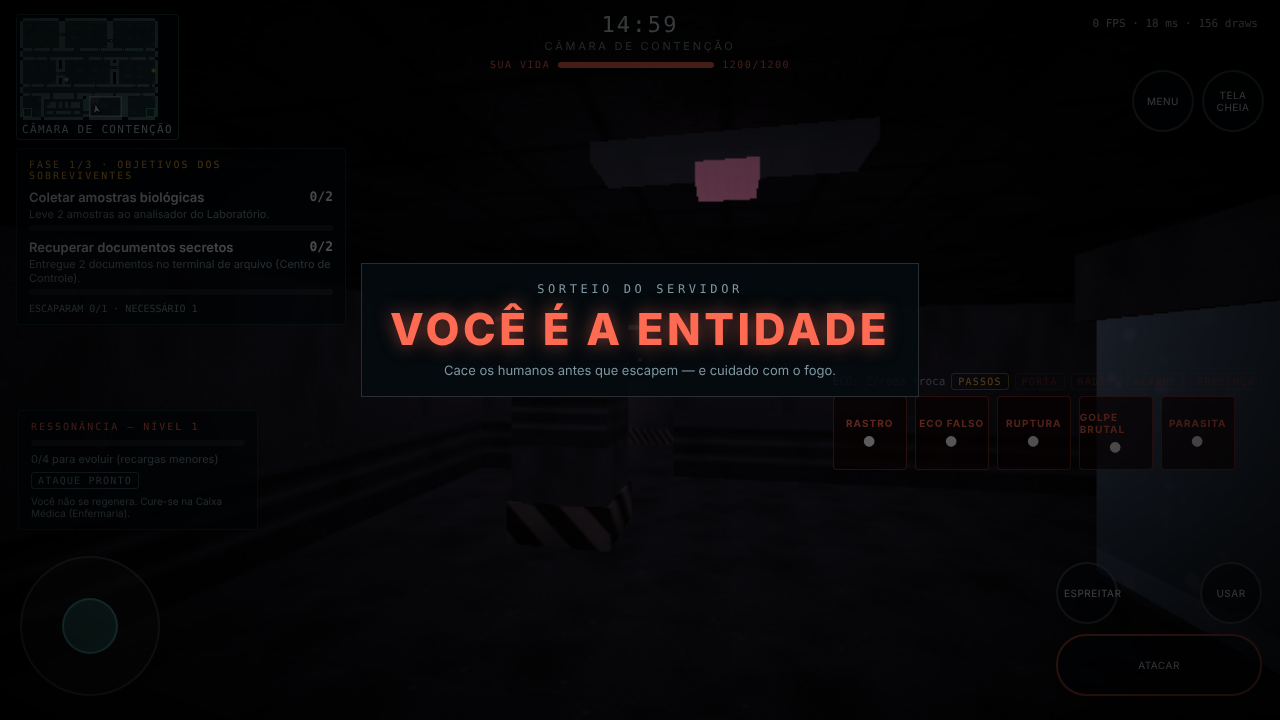 14:59
CÂMARA DE CONTENÇÃO
SUA VIDA 1200/1200
0 FPS · 18 ms · 156 draws
MENU
TELA CHEIA
CÂMARA DE CONTENÇÃO
FASE 1/3 · OBJETIVOS DOS
SOBREVIVENTES
Coletar amostras biológicas 0/2
Leve 2 amostras ao analisador do Laboratório.
Recuperar documentos secretos 0/2
Entregue 2 documentos no terminal de arquivo (Centro de
Controle).
ESCAPARAM 0/1 · NECESSÁRIO 1
SORTEIO DO SERVIDOR
VOCÊ É A ENTIDADE
Cace os humanos antes que escapem — e cuidado com o fogo.
roca PASSOS PORTA
RASTRO
ECO FALSO
RUPTURA
GOLPE BRUTAL
PARASITA
RESSONÂNCIA — NÍVEL 1
0/4 para evoluir (recargas menores)
ATAQUE PRONTO
Você não se regenera. Cure-se na Caixa
Médica (Enfermaria).
ESPREITAR
USAR
ATACAR